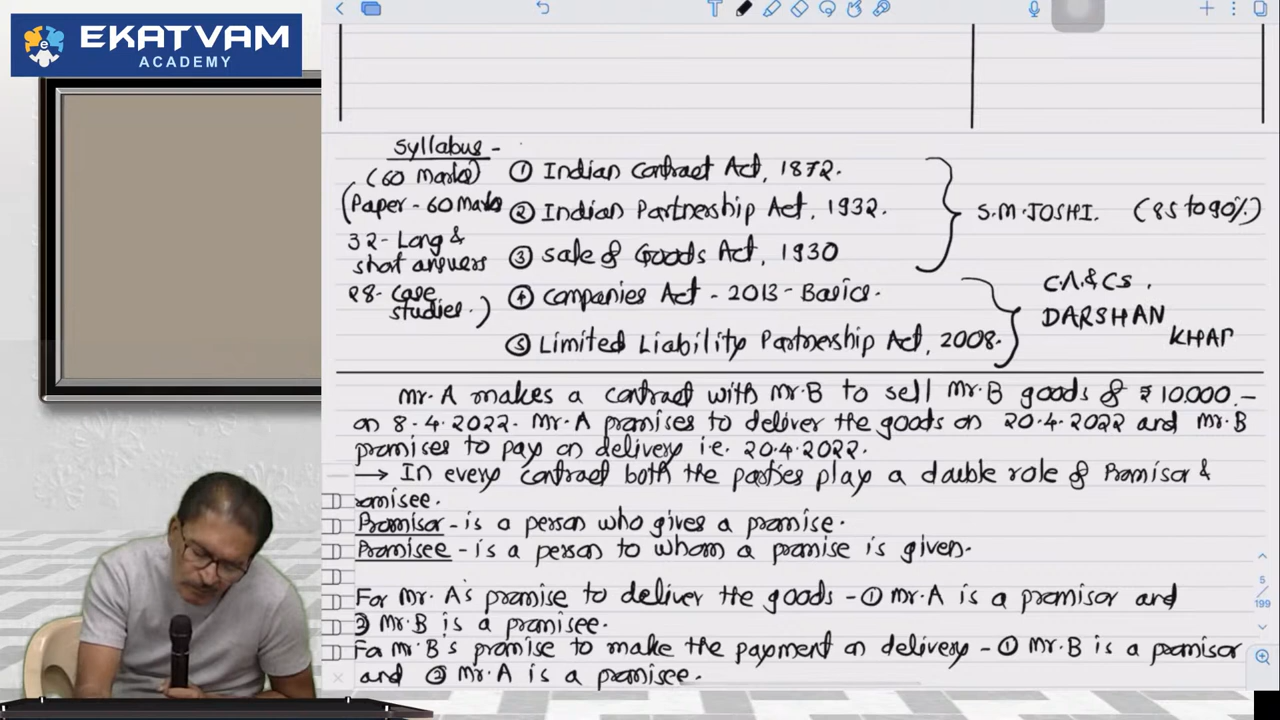 EKATVAM
ACADEMY
Syllabus -
(60 Marks)
(Paper - 60 Marks
32 - Long &
short answers
28 - Case
studies.)
① Indian Contract Act, 1872.
② Indian Partnership Act, 1932.
③ Sale of Goods Act, 1930
④ Companies Act - 2013 - Basics.
⑤ Limited Liability Partnership Act, 2008.
S.M. JOSHI. (85 to 90%)
CA & CS.
DARSHAN
KHAR
Mr. A makes a contract with Mr. B to sell Mr. B goods of ₹ 10,000.-
on 8.4.2022. Mr. A promises to deliver the goods on 20.4.2022 and Mr. B
promises to pay on delivery i.e. 20.4.2022.
→ In every contract both the parties play a double role of Promisor &
romisee.
Promisor - is a person who gives a promise.
Promisee - is a person to whom a promise is given.
For Mr. A's promise to deliver the goods - ① Mr. A is a promisor and
② Mr. B is a promisee.
For Mr. B's promise to make the payment on delivery - ① Mr. B is a promisor
and ② Mr. A is a promisee.
5
199